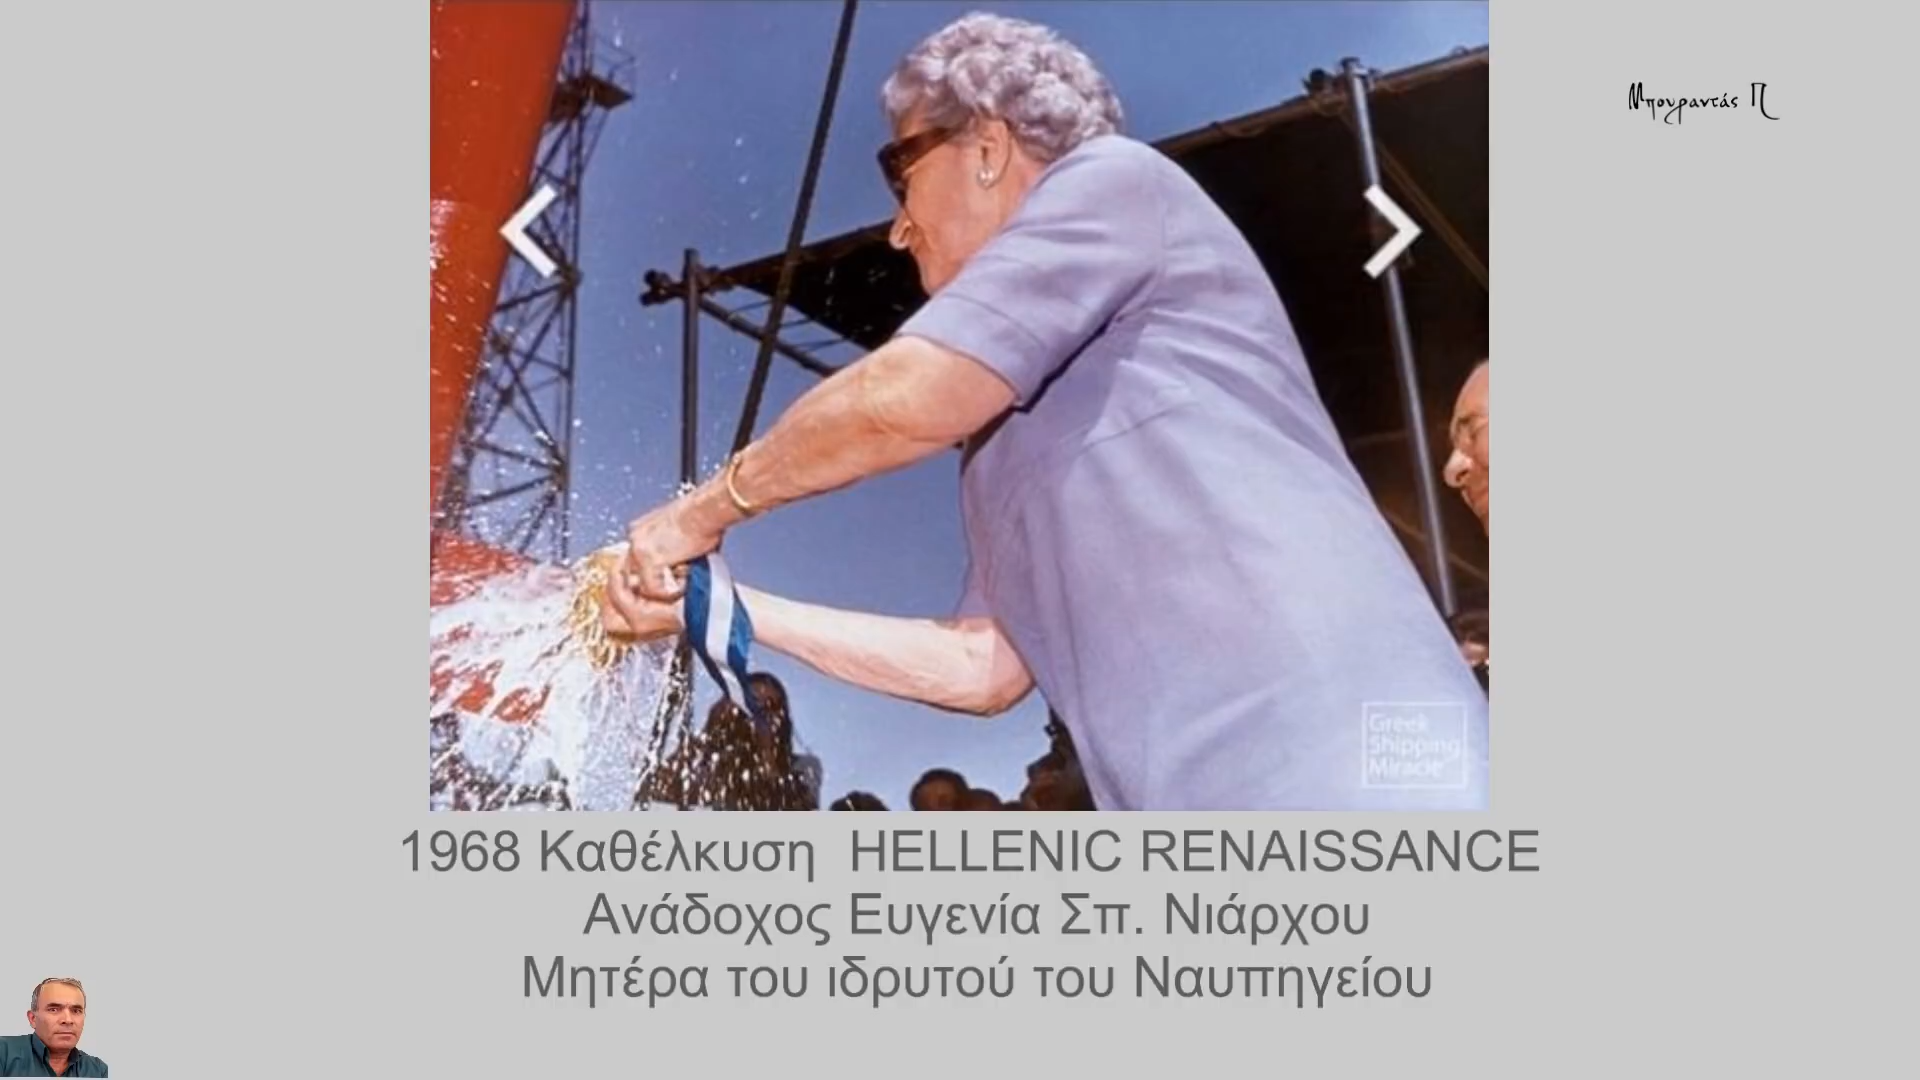 Μπουραντάς Π
Greek
Shipping
Miracle
1968 Καθέλκυση HELLENIC RENAISSANCE
Ανάδοχος Ευγενία Σπ. Νιάρχου
Μητέρα του ιδρυτού του Ναυπηγείου